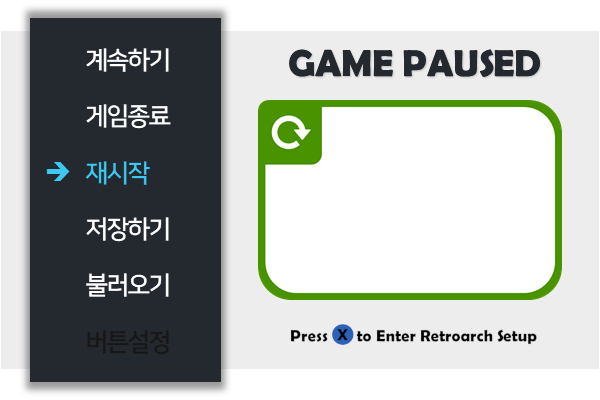 계속하기
게임종료
재시작
저장하기
불러오기
버튼설정
GAME PAUSED
Press X to Enter Retroarch Setup